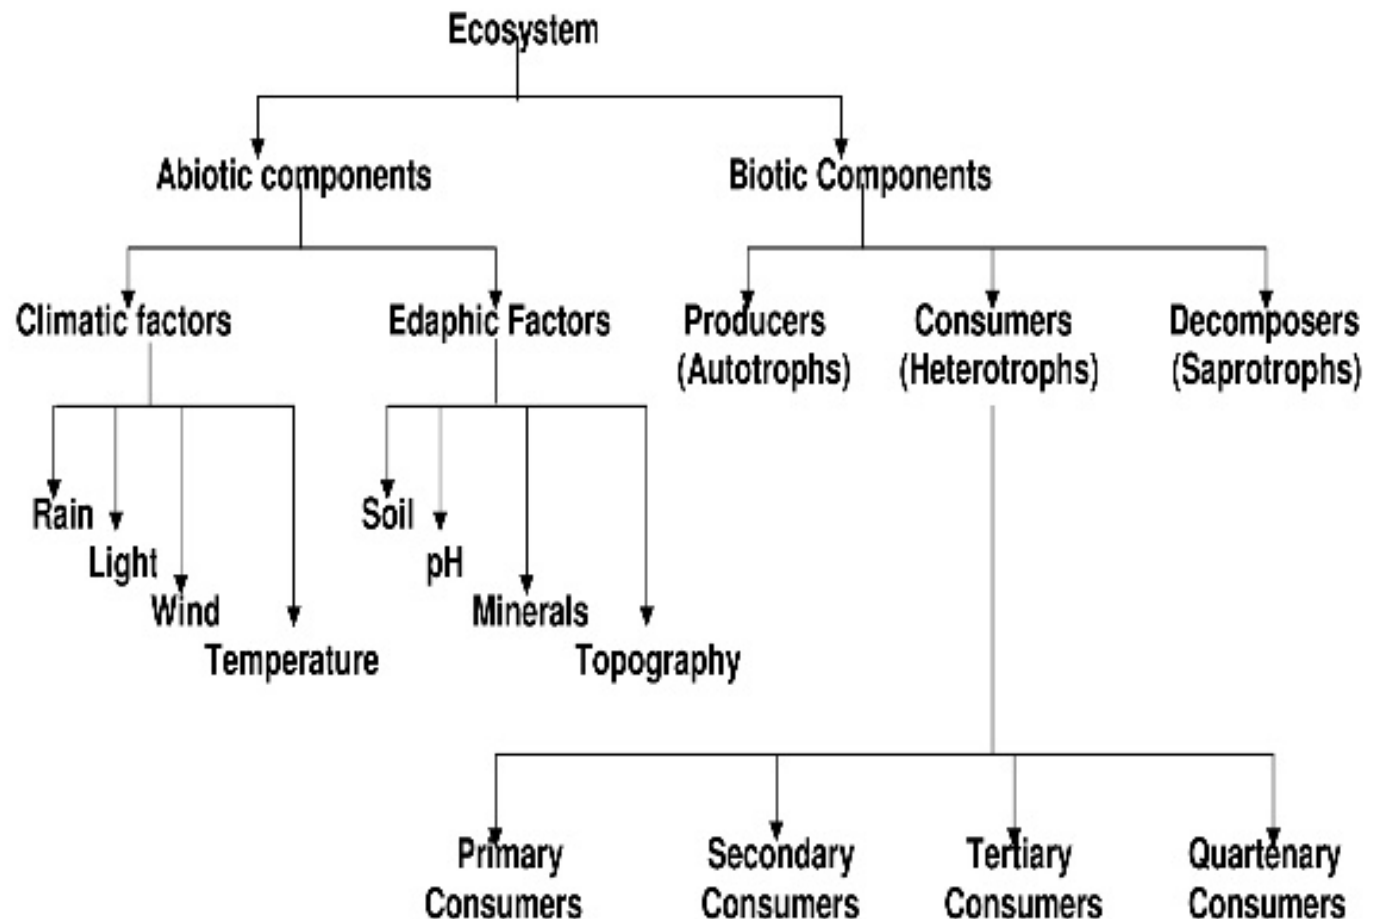 Ecosystem
Abiotic components
Biotic Components
Climatic factors
Edaphic Factors
Producers
(Autotrophs)
Consumers
(Heterotrophs)
Decomposers
(Saprotrophs)
Rain
Light
Wind
Temperature
Soil
pH
Minerals
Topography
Primary
Consumers
Secondary
Consumers
Tertiary
Consumers
Quartenary
Consumers